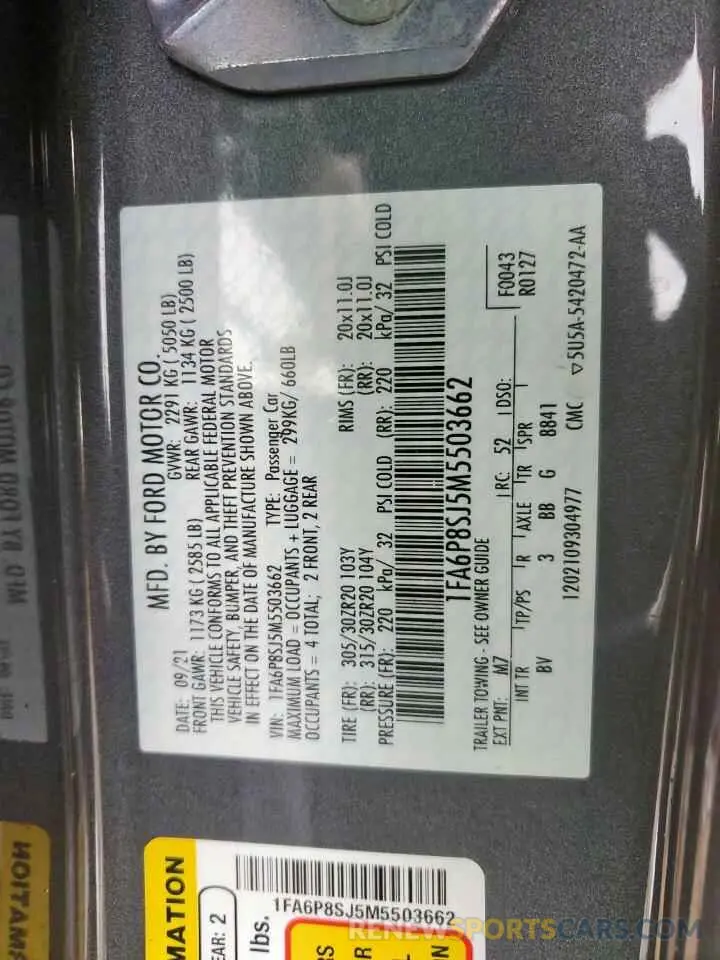 MFD. BY FORD MOTOR CO.
DATE: 09/21 GVWR: 2291 KG ( 5050 LB)
FRONT GAWR: 1173 KG ( 2585 LB) REAR GAWR: 1134 KG ( 2500 LB)
THIS VEHICLE CONFORMS TO ALL APPLICABLE FEDERAL MOTOR
VEHICLE SAFETY, BUMPER, AND THEFT PREVENTION STANDARDS
IN EFFECT ON THE DATE OF MANUFACTURE SHOWN ABOVE.
VIN: 1FA6P8SJ5M5503662 TYPE: Passenger Car
MAXIMUM LOAD = OCCUPANTS + LUGGAGE = 299KG/ 660LB
OCCUPANTS = 4 TOTAL; 2 FRONT, 2 REAR
TIRE (FR): 305/30ZR20 103Y RIMS (FR): 20x11.0J
(RR): 315/30ZR20 104Y (RR): 20x11.0J
PRESSURE (FR): 220 kPa/ 32 PSI COLD (RR): 220 kPa/ 32 PSI COLD
1FA6P8SJ5M5503662
TRAILER TOWING - SEE OWNER GUIDE
EXT PNT: M7 RC: 52 DSO: F0043
R0127
INT TR TP/PS R AXLE TR SPR
BV 3 BB G 8841
1202109304977 CMC ▽5U5A-5420472-AA
MATION
EAR: 2
lbs.
1FA6P8SJ5M5503662
RS
R
L
N
MFD. BY FORD MOTOR CO
RENEWSPORTSCARS.COM